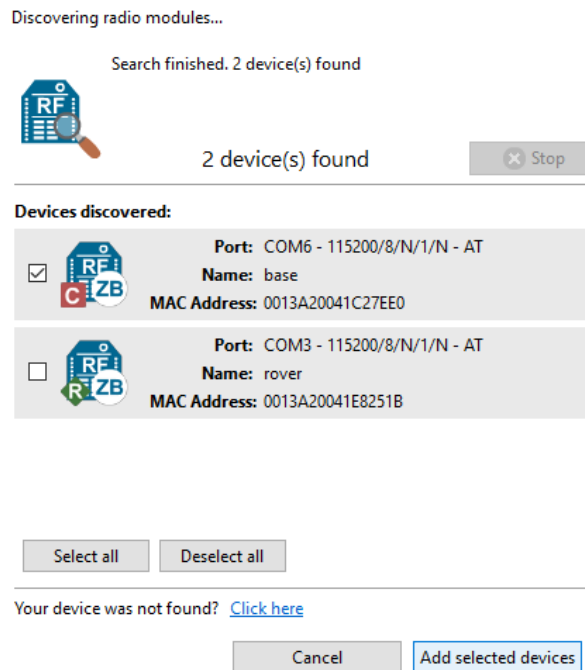 Discovering radio modules...
Search finished. 2 device(s) found
RF
2 device(s) found
Stop
Devices discovered:
Port: COM6 - 115200/8/N/1/N - AT
RF
C ZB
Name: base
MAC Address: 0013A20041C27EE0
Port: COM3 - 115200/8/N/1/N - AT
RF
R ZB
Name: rover
MAC Address: 0013A20041E8251B
Select all Deselect all
Your device was not found? Click here
Cancel Add selected devices